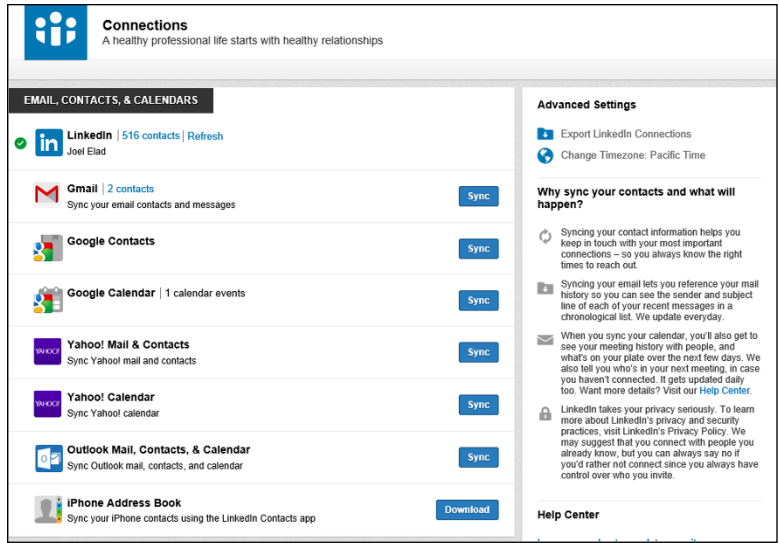 Connections
A healthy professional life starts with healthy relationships
EMAIL, CONTACTS, & CALENDARS
LinkedIn | 516 contacts | Refresh
Joel Elad
Gmail | 2 contacts
Sync your email contacts and messages
Sync
Google Contacts
Sync
Google Calendar | 1 calendar events
Sync
YAHOO!
Yahoo! Mail & Contacts
Sync Yahoo! mail and contacts
Sync
YAHOO!
Yahoo! Calendar
Sync Yahoo! calendar
Sync
Outlook Mail, Contacts, & Calendar
Sync Outlook mail, contacts, and calendar
Sync
iPhone Address Book
Sync your iPhone contacts using the LinkedIn Contacts app
Download
Advanced Settings
Export LinkedIn Connections
Change Timezone: Pacific Time
Why sync your contacts and what will
happen?
Syncing your contact information helps you
keep in touch with your most important
connections – so you always know the right
times to reach out.
Syncing your email lets you reference your mail
history so you can see the sender and subject
line of each of your recent messages in a
chronological list. We update everyday.
When you sync your calendar, you'll also get to
see your meeting history with people, and
what's on your plate over the next few days. We
also tell you who's in your next meeting, in case
you haven't connected. It gets updated daily
too. Want more details? Visit our Help Center.
LinkedIn takes your privacy seriously. To learn
more about LinkedIn's privacy and security
practices, visit LinkedIn's Privacy Policy. We
may suggest that you connect with people you
already know, but you can always say no if
you'd rather not connect since you always have
control over who you invite.
Help Center